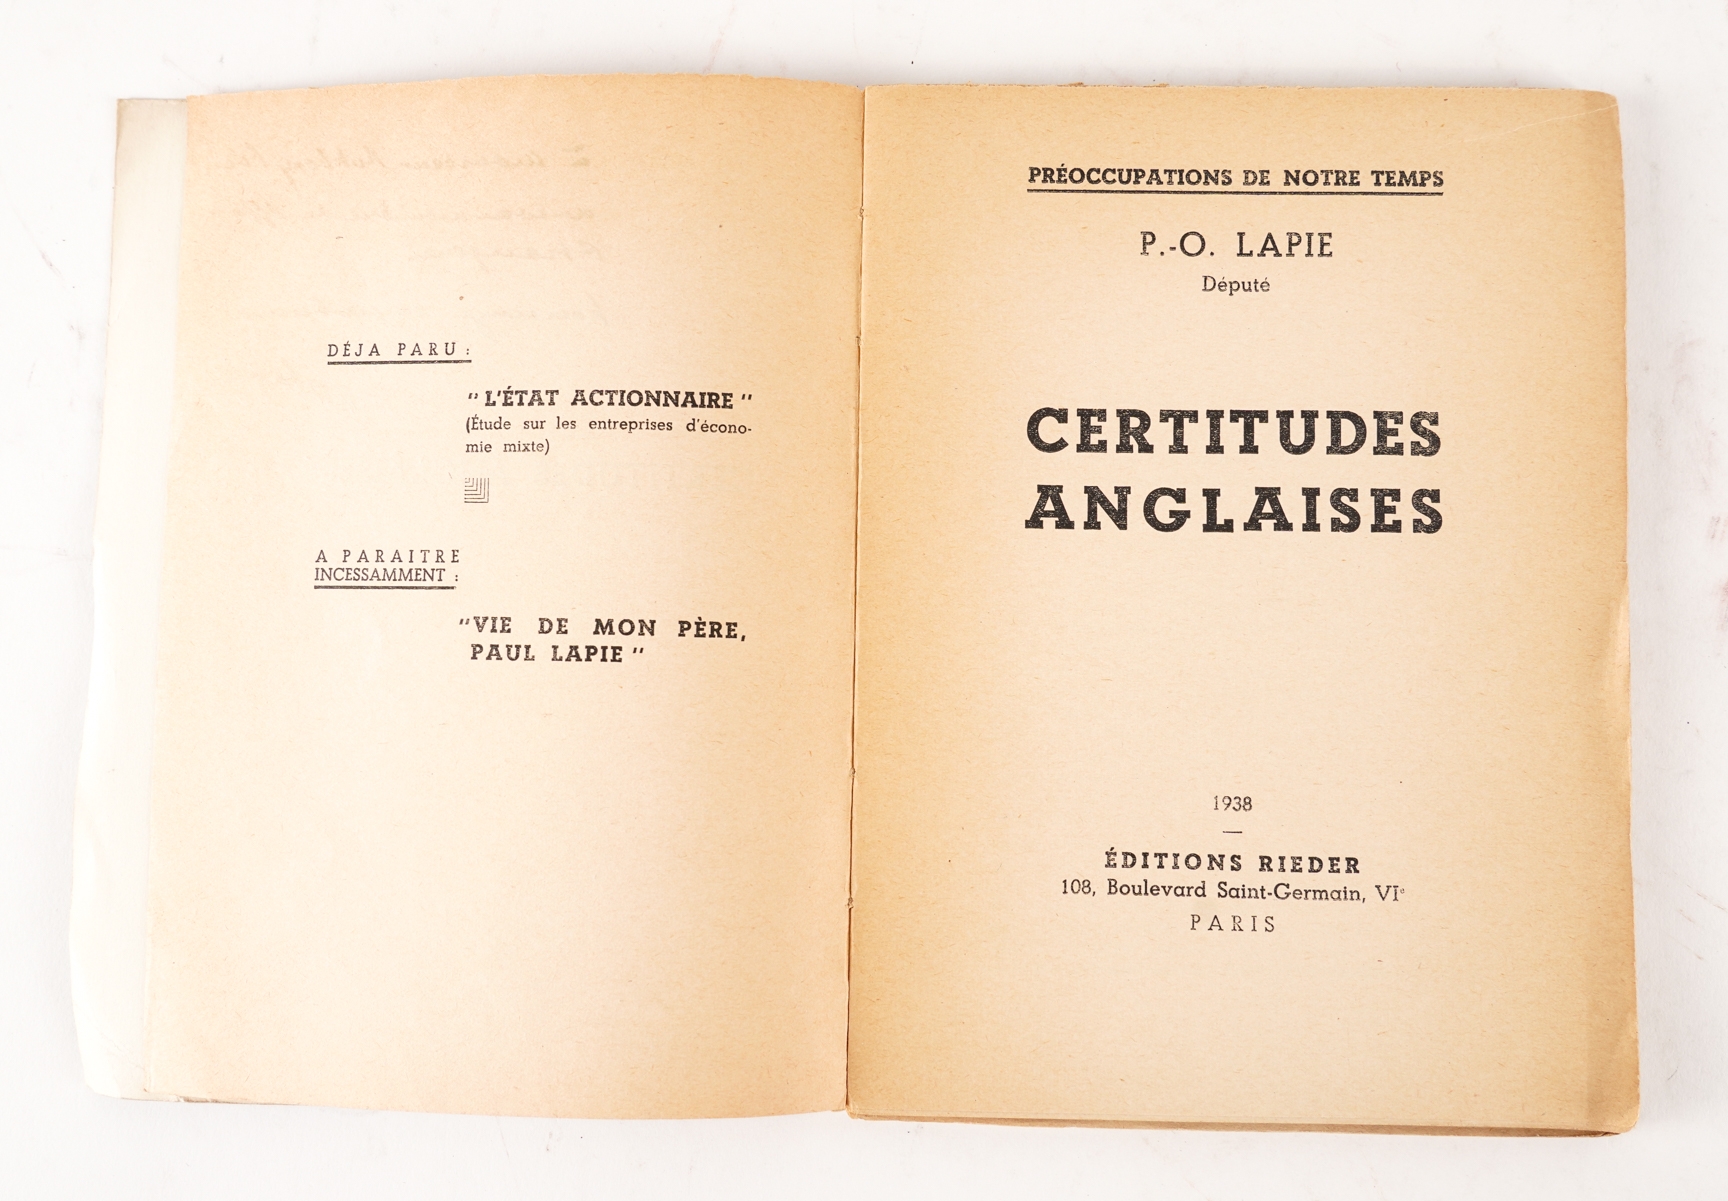 DÉJA PARU :
" L'ÉTAT ACTIONNAIRE "
(Étude sur les entreprises d'écono-
mie mixte)
A PARAITRE
INCESSAMMENT :
"VIE DE MON PÈRE,
PAUL LAPIE "
PRÉOCCUPATIONS DE NOTRE TEMPS
P.-O. LAPIE
Député
CERTITUDES
ANGLAISES
1938
ÉDITIONS RIEDER
108, Boulevard Saint-Germain, VIe
PARIS